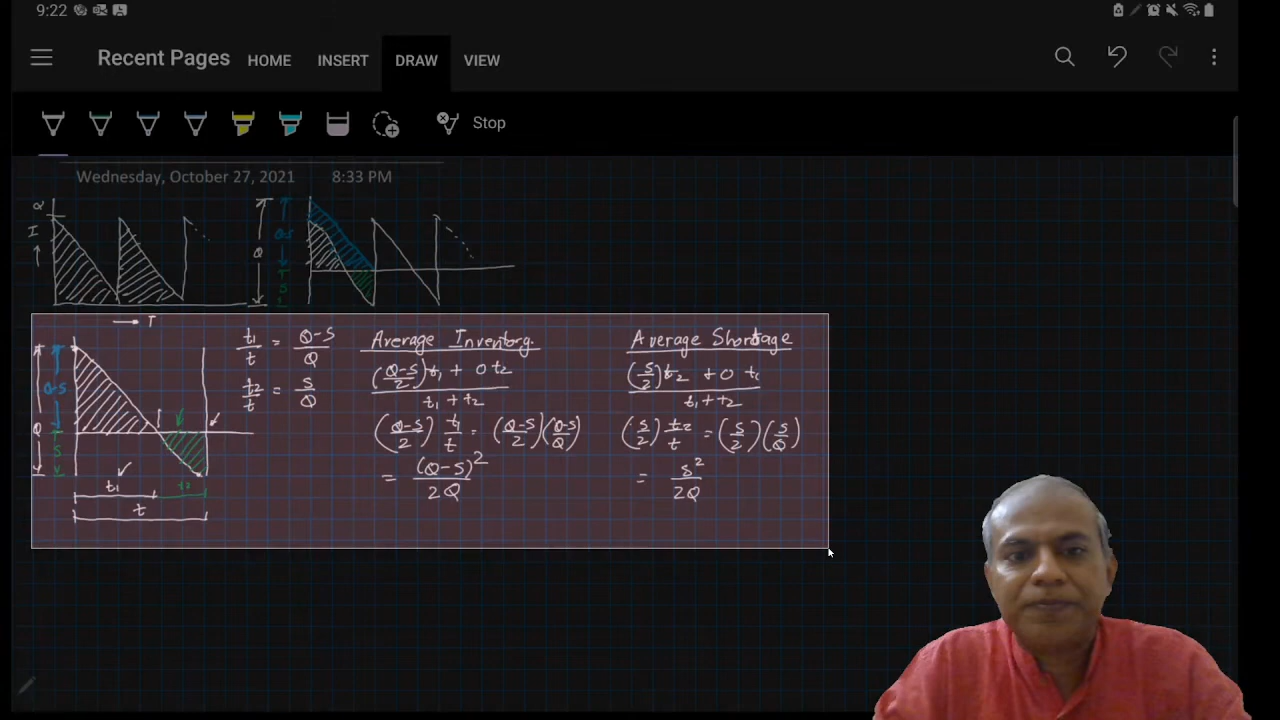 9:22
Recent Pages HOME INSERT DRAW VIEW
Stop
Wednesday, October 27, 2021 8:33 PM
Q
I
Q
Q-S
S
T
Q
Q-S
S
t₁
t₂
t
t₁/t = (Q-S)/Q
t₂/t = S/Q
Average Inventory.
((Q-S)/2)t₁ + 0 t₂
t₁ + t₂
((Q-S)/2) t₁/t = ((Q-S)/2)((Q-S)/Q)
= (Q-S)²/2Q
Average Shortage
(S/2)t₂ + 0 t₁
t₁ + t₂
(S/2) t₂/t = (S/2)(S/Q)
= S²/2Q